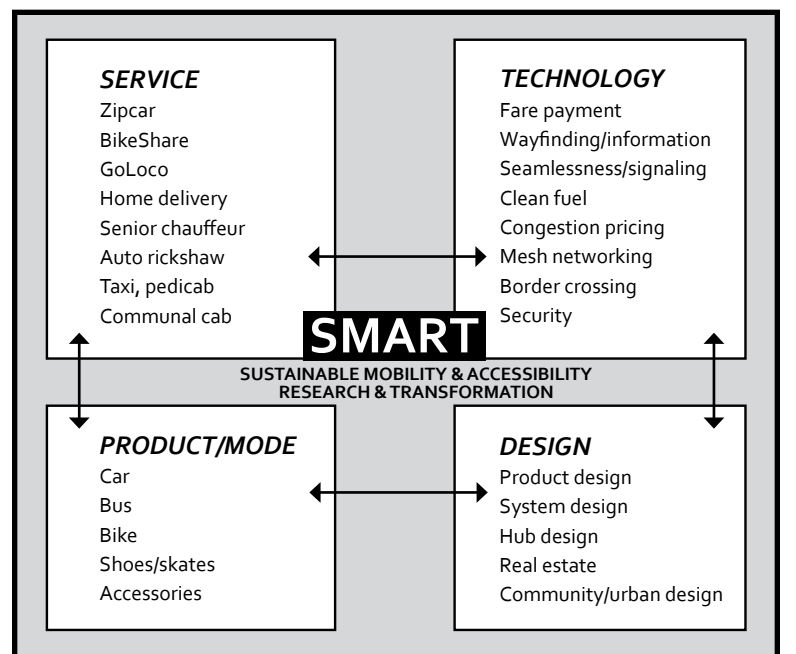 SERVICE
Zipcar
BikeShare
GoLoco
Home delivery
Senior chauffeur
Auto rickshaw
Taxi, pedicab
Communal cab
TECHNOLOGY
Fare payment
Wayfinding/information
Seamlessness/signaling
Clean fuel
Congestion pricing
Mesh networking
Border crossing
Security
SMART
SUSTAINABLE MOBILITY & ACCESSIBILITY
RESEARCH & TRANSFORMATION
PRODUCT/MODE
Car
Bus
Bike
Shoes/skates
Accessories
DESIGN
Product design
System design
Hub design
Real estate
Community/urban design